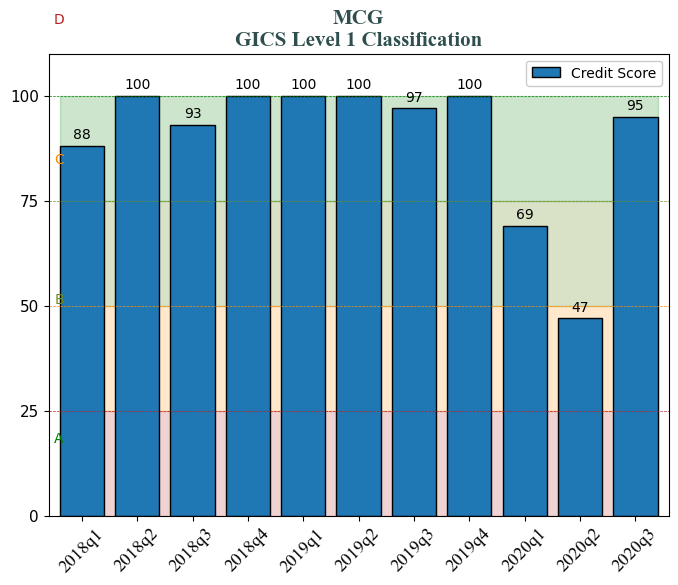 D
MCG
GICS Level 1 Classification
Credit Score
100
75
50
25
0
C
B
A
88
100
93
100
100
100
97
100
69
47
95
2018q1
2018q2
2018q3
2018q4
2019q1
2019q2
2019q3
2019q4
2020q1
2020q2
2020q3